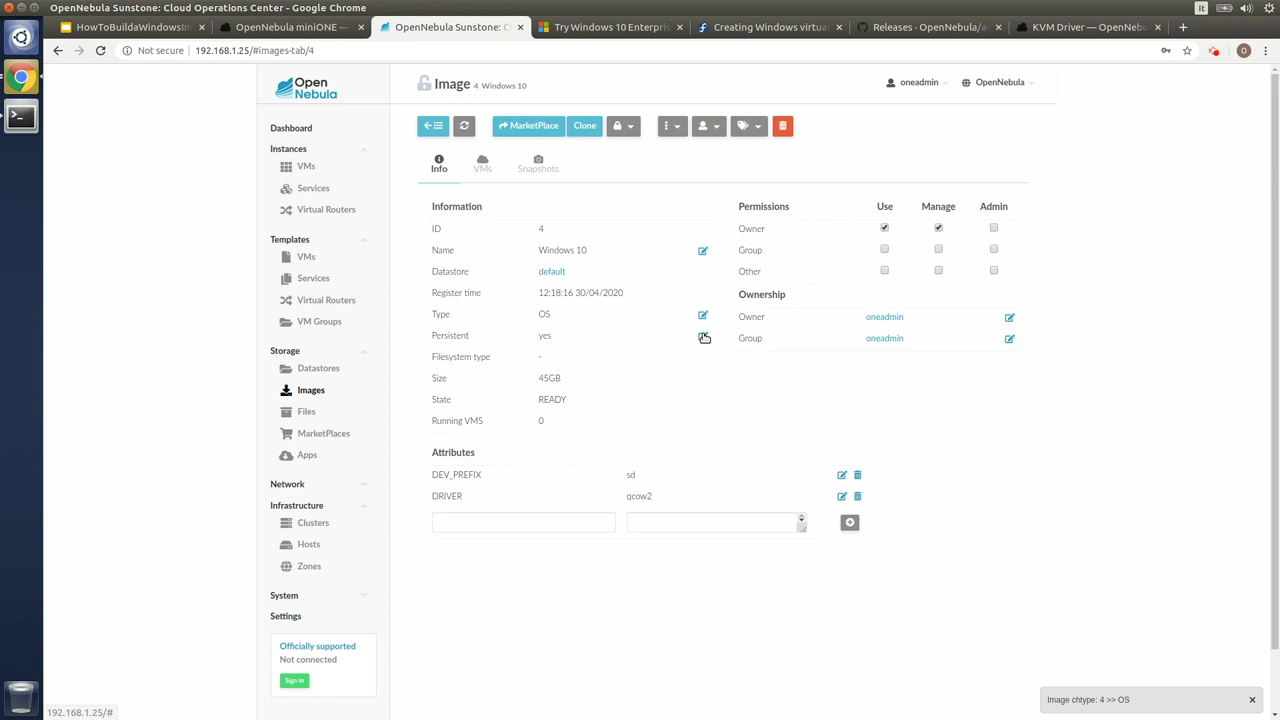 OpenNebula Sunstone: Cloud Operations Center - Google Chrome
It
HowToBuildaWindowsIm
OpenNebula miniONE —
OpenNebula Sunstone: Cl
Try Windows 10 Enterpris
Creating Windows virtual
Releases · OpenNebula/a
KVM Driver — OpenNebu
Not secure
192.168.1.25/#images-tab/4
O
Open
Nebula
Image 4 Windows 10
oneadmin
OpenNebula
MarketPlace
Clone
Dashboard
Instances
VMs
Services
Virtual Routers
Templates
VMs
Services
Virtual Routers
VM Groups
Storage
Datastores
Images
Files
MarketPlaces
Apps
Network
Infrastructure
Clusters
Hosts
Zones
System
Settings
Officially supported
Not connected
Sign in
Info
VMs
Snapshots
Information
ID 4
Name Windows 10
Datastore default
Register time 12:18:16 30/04/2020
Type OS
Persistent yes
Filesystem type -
Size 45GB
State READY
Running VMS 0
Permissions Use Manage Admin
Owner
Group
Other
Ownership
Owner oneadmin
Group oneadmin
Attributes
DEV_PREFIX sd
DRIVER qcow2
Image chtype: 4 >> OS
192.168.1.25/#